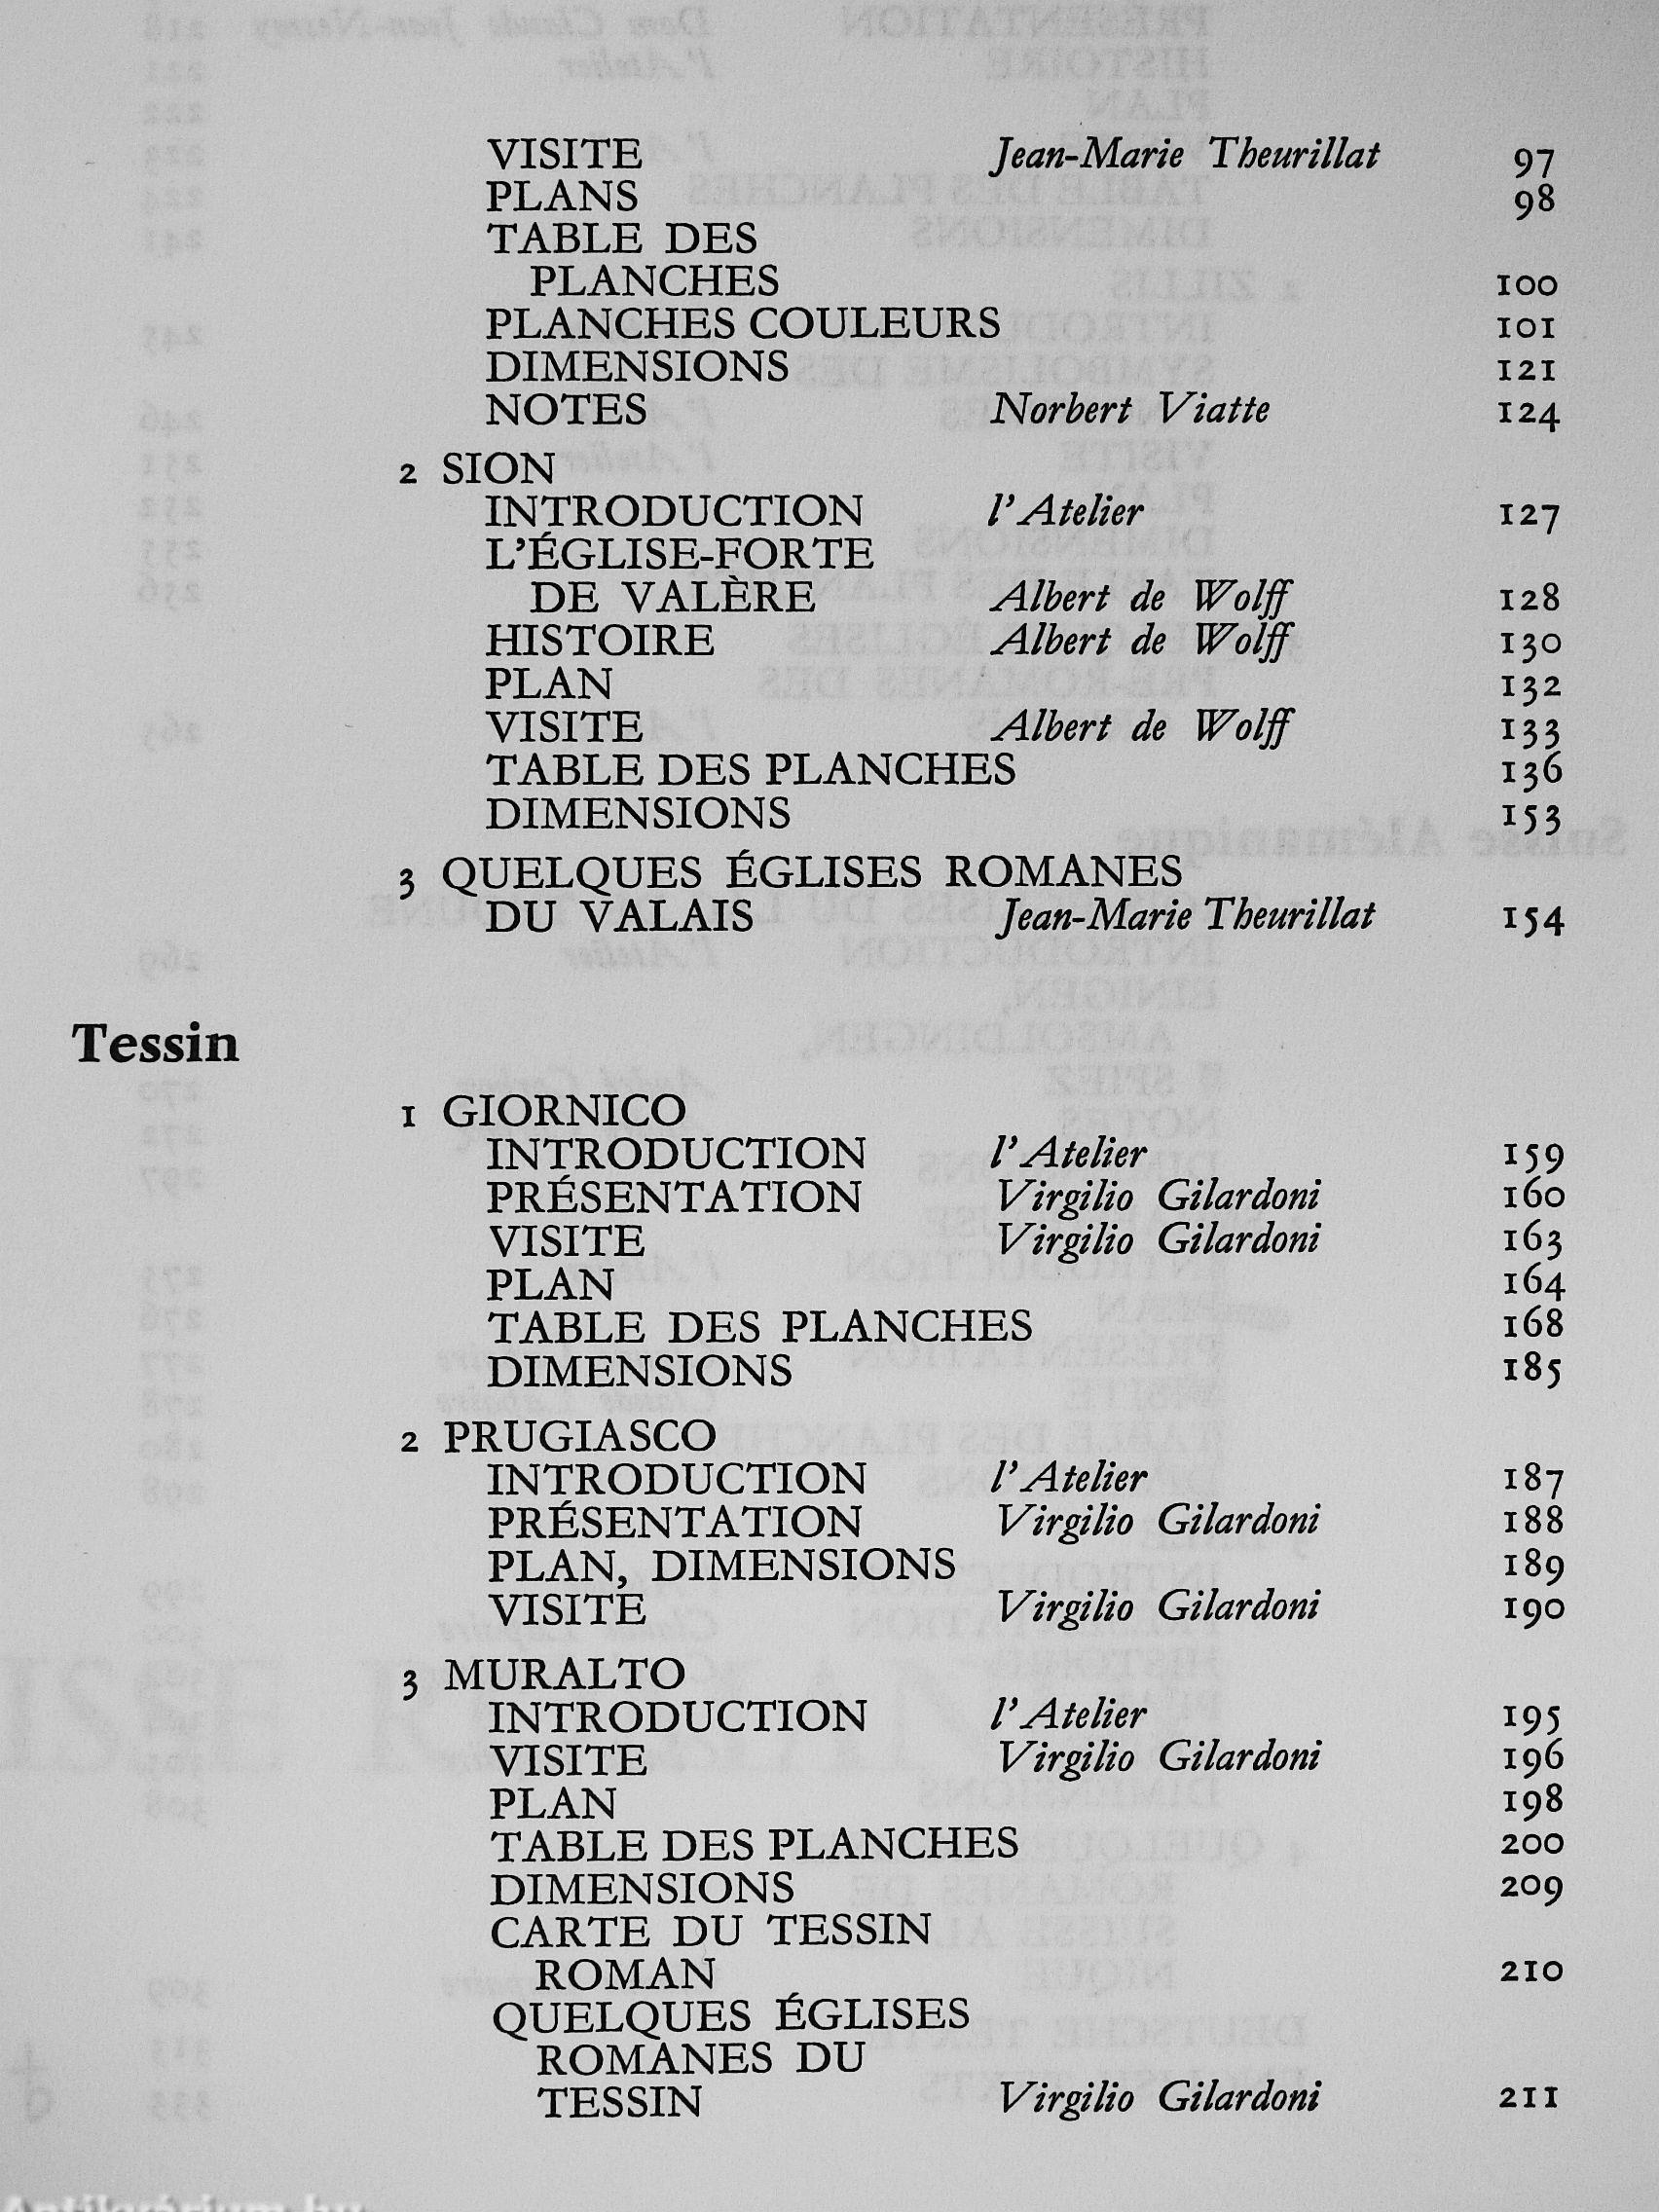 VISITE Jean-Marie Theurillat 97
PLANS 98
TABLE DES
PLANCHES 100
PLANCHES COULEURS 101
DIMENSIONS 121
NOTES Norbert Viatte 124
2 SION
INTRODUCTION l'Atelier 127
L'ÉGLISE-FORTE
DE VALÈRE Albert de Wolff 128
HISTOIRE Albert de Wolff 130
PLAN 132
VISITE Albert de Wolff 133
TABLE DES PLANCHES 136
DIMENSIONS 153
3 QUELQUES ÉGLISES ROMANES
DU VALAIS Jean-Marie Theurillat 154
Tessin
1 GIORNICO
INTRODUCTION l'Atelier 159
PRÉSENTATION Virgilio Gilardoni 160
VISITE Virgilio Gilardoni 163
PLAN 164
TABLE DES PLANCHES 168
DIMENSIONS 185
2 PRUGIASCO
INTRODUCTION l'Atelier 187
PRÉSENTATION Virgilio Gilardoni 188
PLAN, DIMENSIONS 189
VISITE Virgilio Gilardoni 190
3 MURALTO
INTRODUCTION l'Atelier 195
VISITE Virgilio Gilardoni 196
PLAN 198
TABLE DES PLANCHES 200
DIMENSIONS 209
CARTE DU TESSIN
ROMAN 210
QUELQUES ÉGLISES
ROMANES DU
TESSIN Virgilio Gilardoni 211